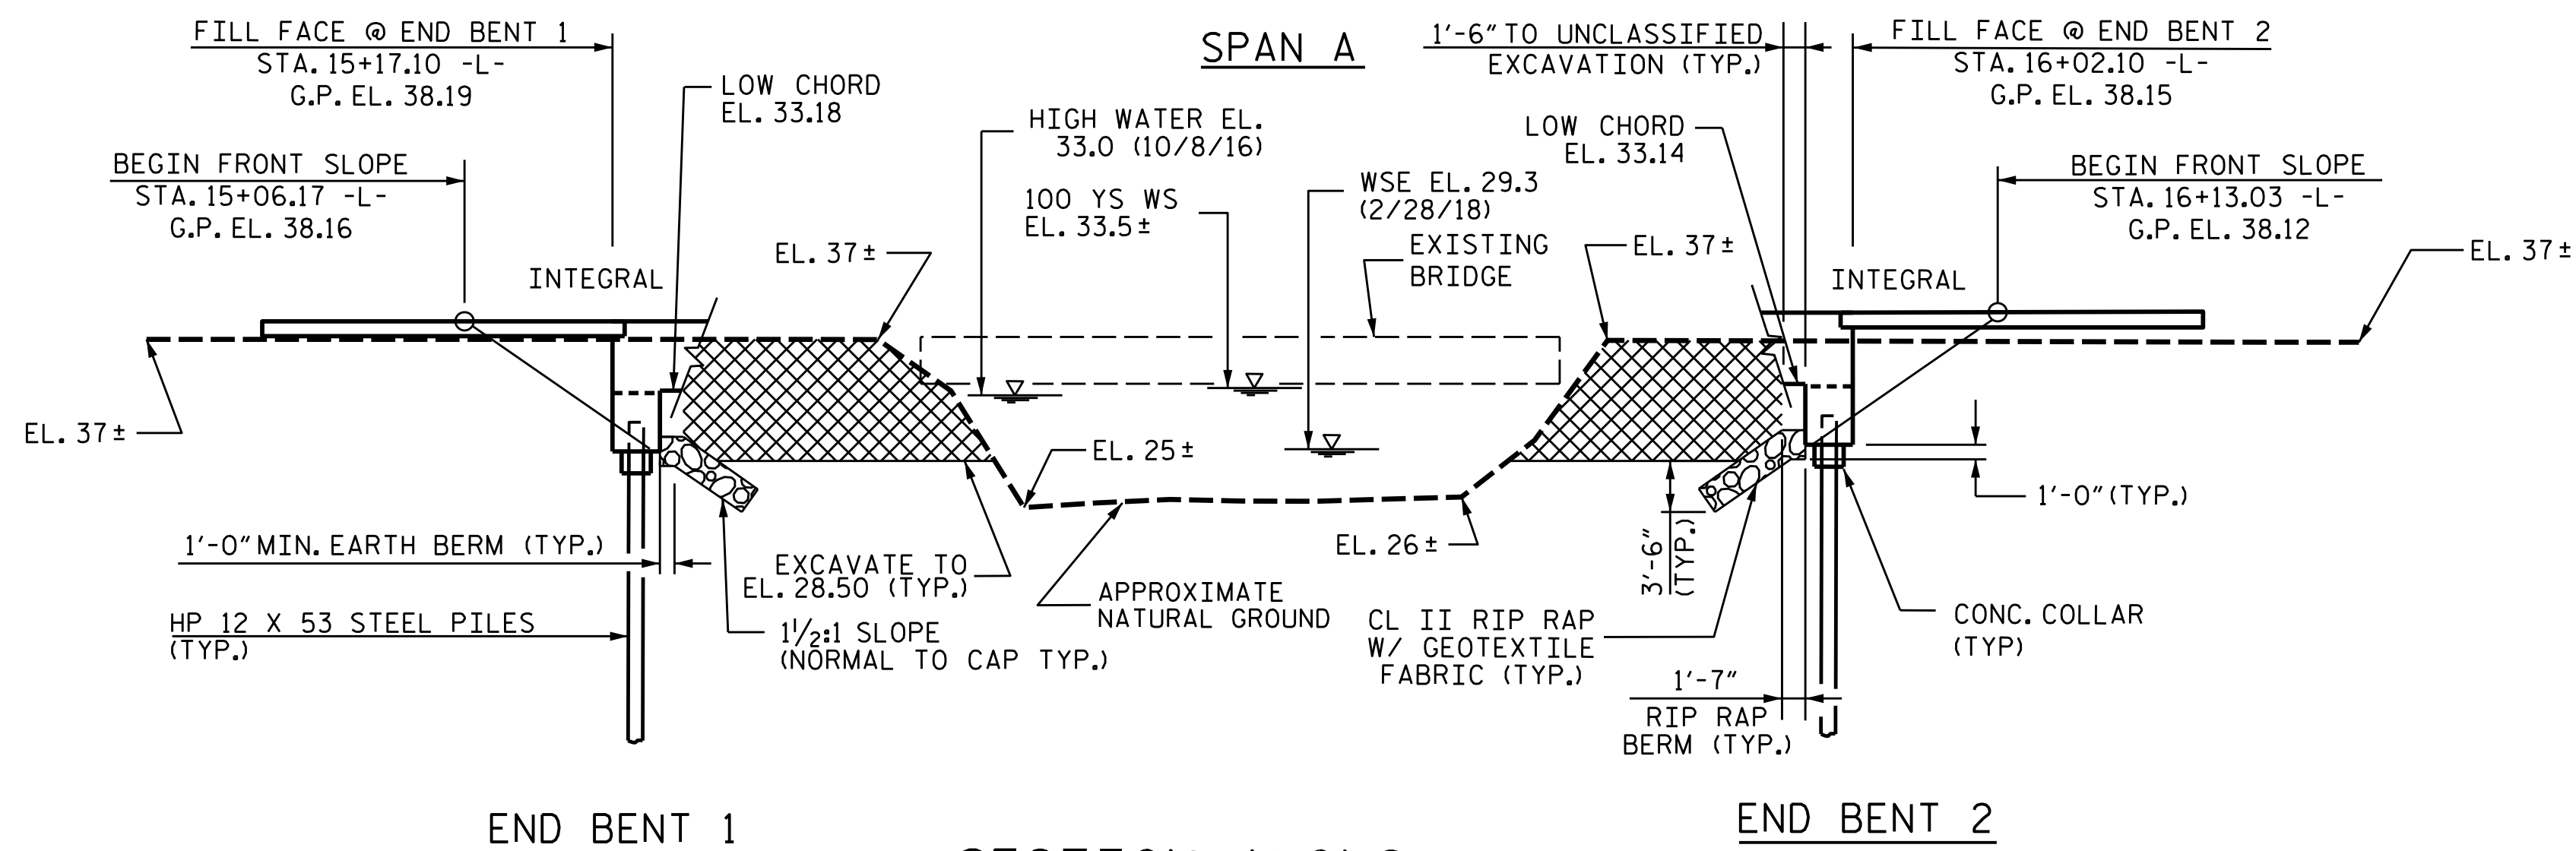 FILL FACE @ END BENT 1
STA. 15+17.10 -L-
G.P. EL. 38.19
SPAN A
1'-6" TO UNCLASSIFIED
EXCAVATION (TYP.)
FILL FACE @ END BENT 2
STA. 16+02.10 -L-
G.P. EL. 38.15
LOW CHORD
EL. 33.18
HIGH WATER EL.
33.0 (10/8/16)
LOW CHORD
EL. 33.14
BEGIN FRONT SLOPE
STA. 15+06.17 -L-
G.P. EL. 38.16
100 YS WS
EL. 33.5±
WSE EL. 29.3
(2/28/18)
BEGIN FRONT SLOPE
STA. 16+13.03 -L-
G.P. EL. 38.12
EL. 37±
EXISTING
BRIDGE
EL. 37±
EL. 37±
INTEGRAL
INTEGRAL
EL. 37±
EL. 25±
1'-0" (TYP.)
1'-0" MIN. EARTH BERM (TYP.)
EXCAVATE TO
EL. 28.50 (TYP.)
EL. 26±
3'-6"
(TYP.)
APPROXIMATE
NATURAL GROUND
HP 12 X 53 STEEL PILES
(TYP.)
1 1/2:1 SLOPE
(NORMAL TO CAP TYP.)
CL II RIP RAP
W/ GEOTEXTILE
FABRIC (TYP.)
CONC. COLLAR
(TYP)
1'-7"
RIP RAP
BERM (TYP.)
END BENT 1
END BENT 2